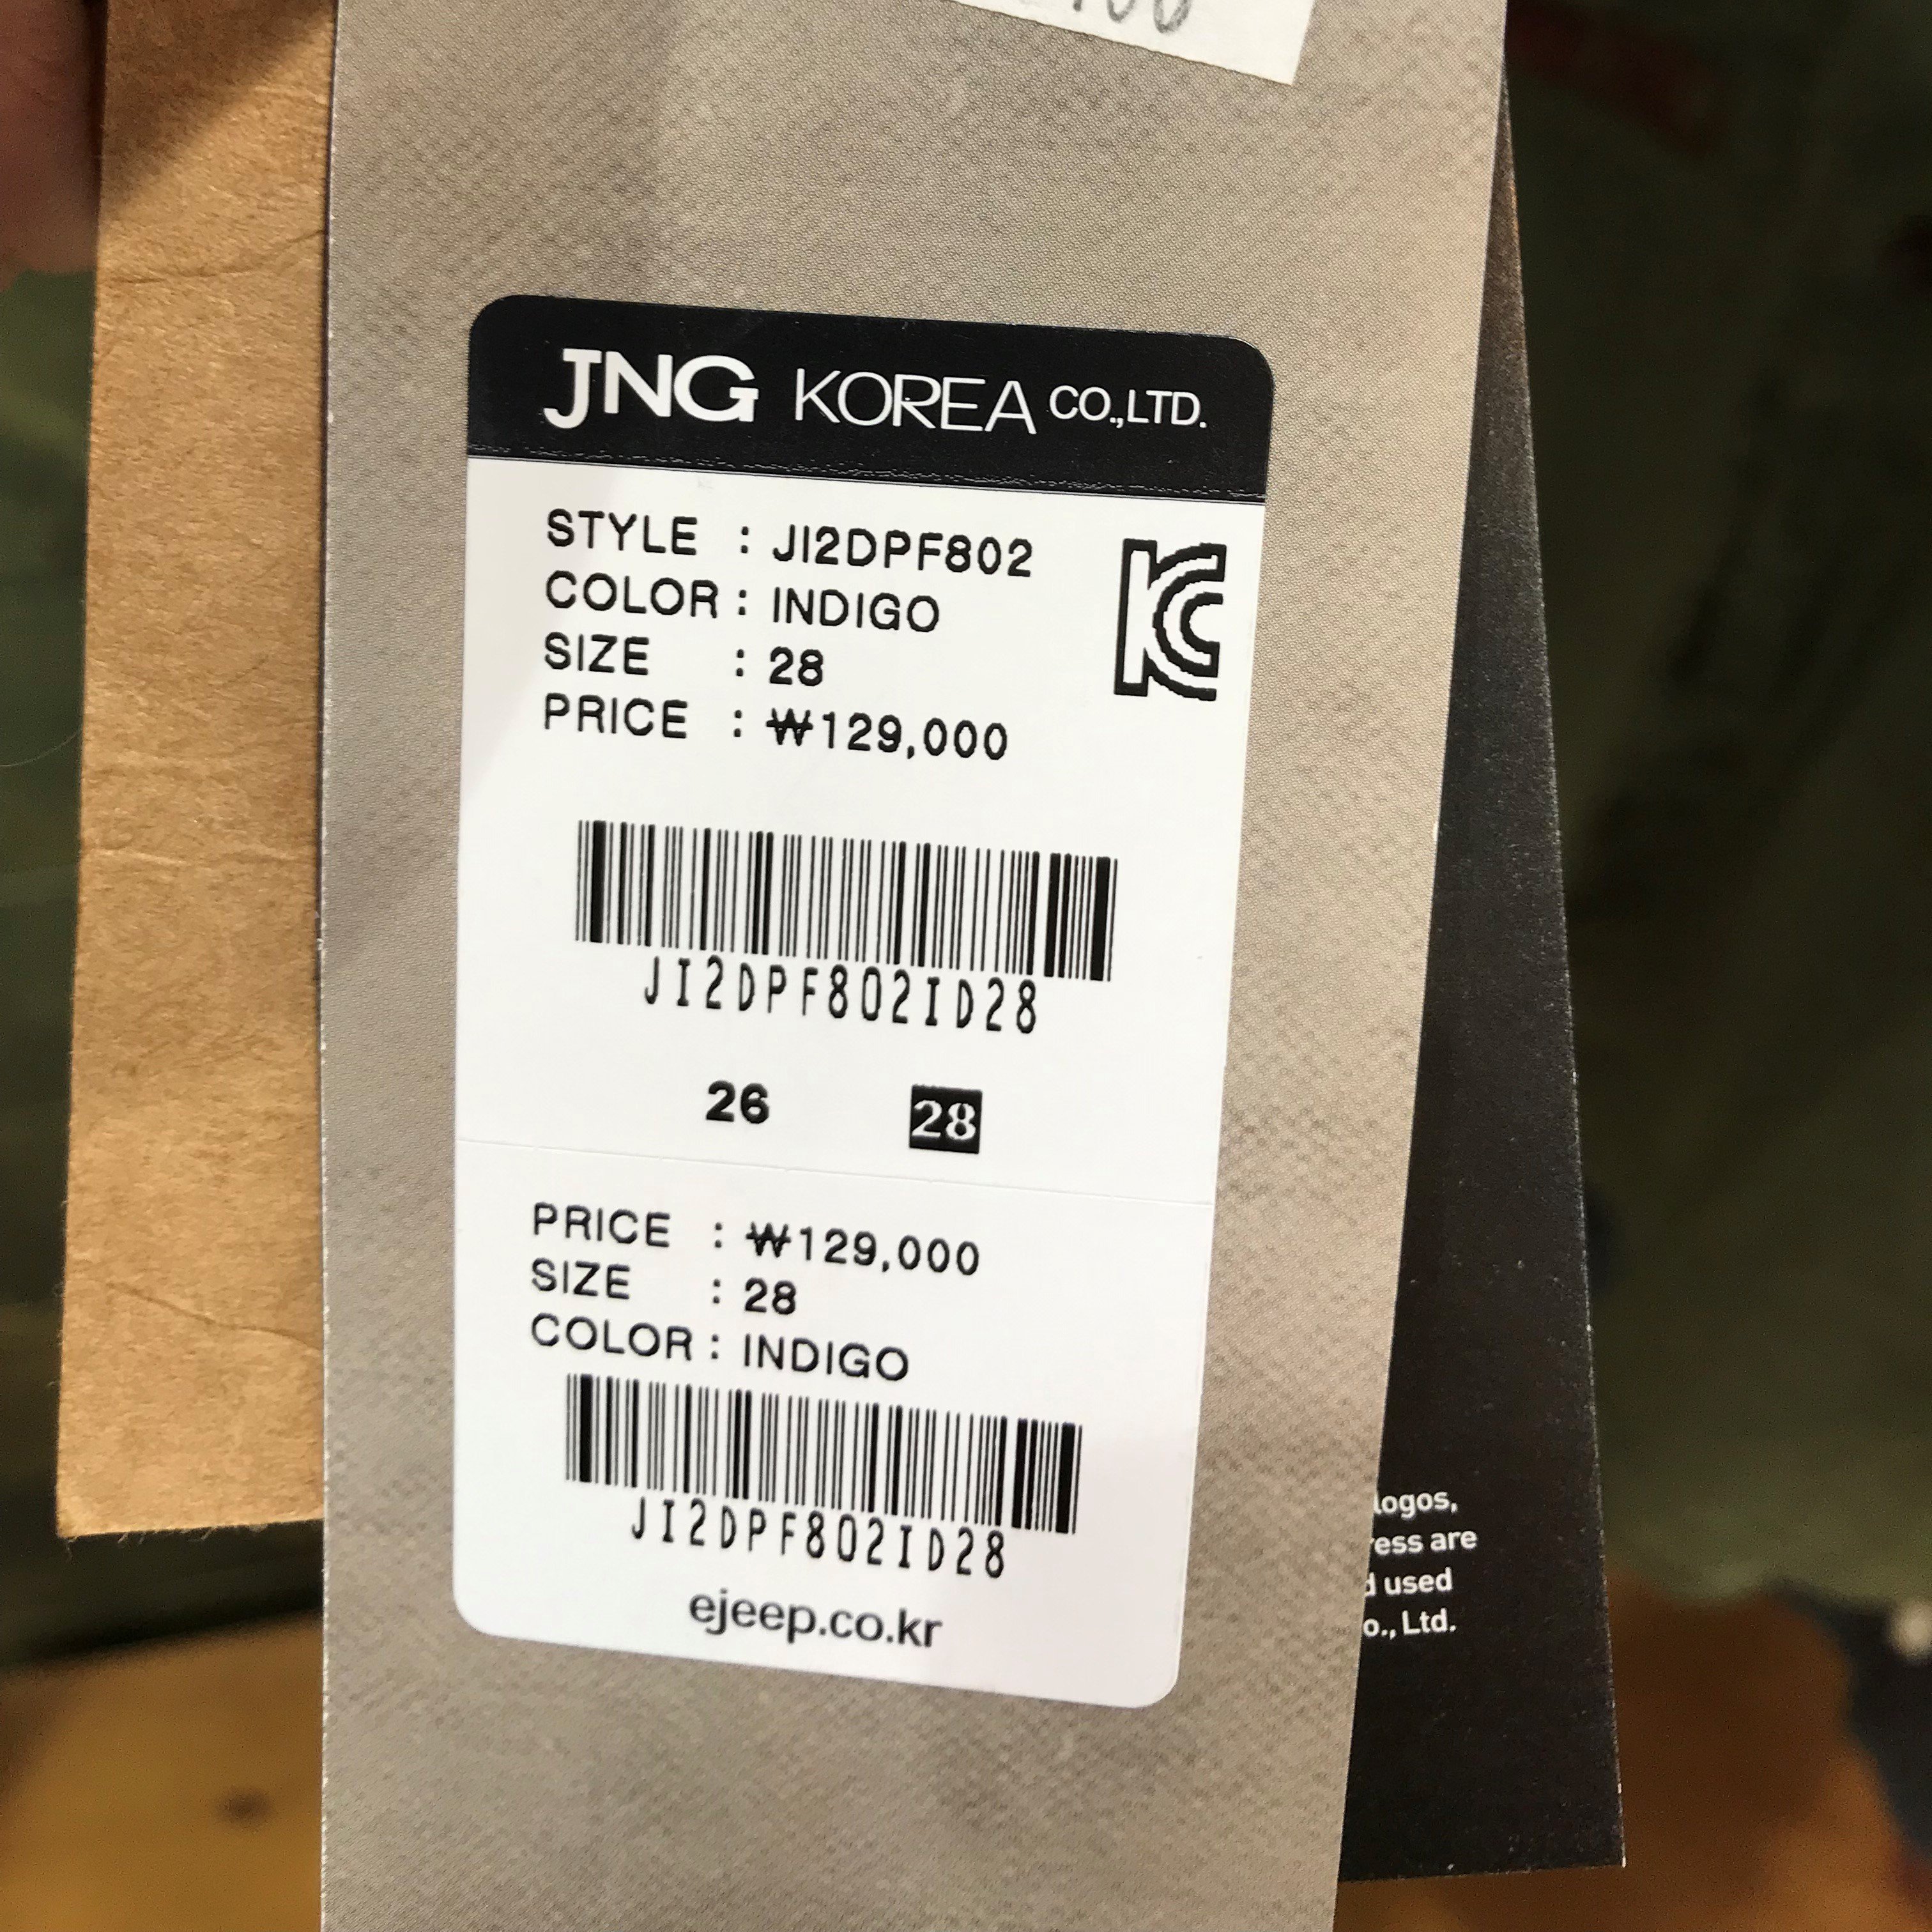 JNG KOREA CO.,LTD.
STYLE : JI2DPF802
COLOR : INDIGO
SIZE : 28
PRICE : ₩129,000
JI2DPF802ID28
26 28
PRICE : ₩129,000
SIZE : 28
COLOR : INDIGO
JI2DPF802ID28
ejeep.co.kr
logos,
are
used
Ltd.